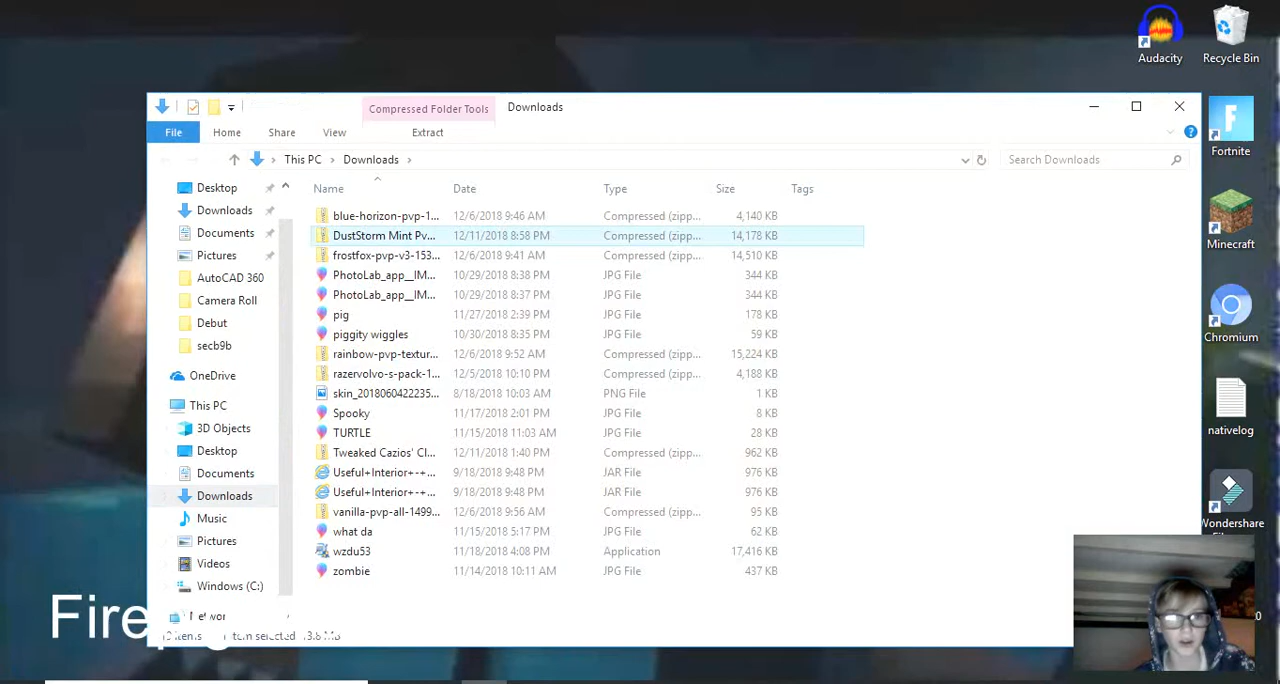 Audacity
Recycle Bin
Compressed Folder Tools
Downloads
File
Home
Share
View
Extract
This PC
Downloads
Search Downloads
Fortnite
Desktop
Downloads
Documents
Pictures
AutoCAD 360
Camera Roll
Debut
secb9b
OneDrive
This PC
3D Objects
Desktop
Documents
Downloads
Music
Pictures
Videos
Windows (C:)
Name Date Type Size Tags
blue-horizon-pvp-1... 12/6/2018 9:46 AM Compressed (zipp... 4,140 KB
DustStorm Mint Pv... 12/11/2018 8:58 PM Compressed (zipp... 14,178 KB
frostfox-pvp-v3-153... 12/6/2018 9:41 AM Compressed (zipp... 14,510 KB
PhotoLab_app__IM... 10/29/2018 8:38 PM JPG File 344 KB
PhotoLab_app__IM... 10/29/2018 8:37 PM JPG File 344 KB
pig 11/27/2018 2:39 PM JPG File 178 KB
piggity wiggles 10/30/2018 8:35 PM JPG File 59 KB
rainbow-pvp-textur... 12/6/2018 9:52 AM Compressed (zipp... 15,224 KB
razervolvo-s-pack-1... 12/5/2018 10:10 PM Compressed (zipp... 4,188 KB
skin_2018060422235... 8/18/2018 10:03 AM PNG File 1 KB
Spooky 11/17/2018 2:01 PM JPG File 8 KB
TURTLE 11/15/2018 11:03 AM JPG File 28 KB
Tweaked Cazios' Cl... 12/11/2018 1:40 PM Compressed (zipp... 962 KB
Useful+Interior+-+... 9/18/2018 9:48 PM JAR File 976 KB
Useful+Interior+-+... 9/18/2018 9:48 PM JAR File 976 KB
vanilla-pvp-all-1499... 12/6/2018 9:56 AM Compressed (zipp... 95 KB
what da 11/15/2018 5:17 PM JPG File 62 KB
wzdu53 11/18/2018 4:08 PM Application 17,416 KB
zombie 11/14/2018 10:11 AM JPG File 437 KB
Minecraft
Chromium
nativelog
Wondershare
items
selected